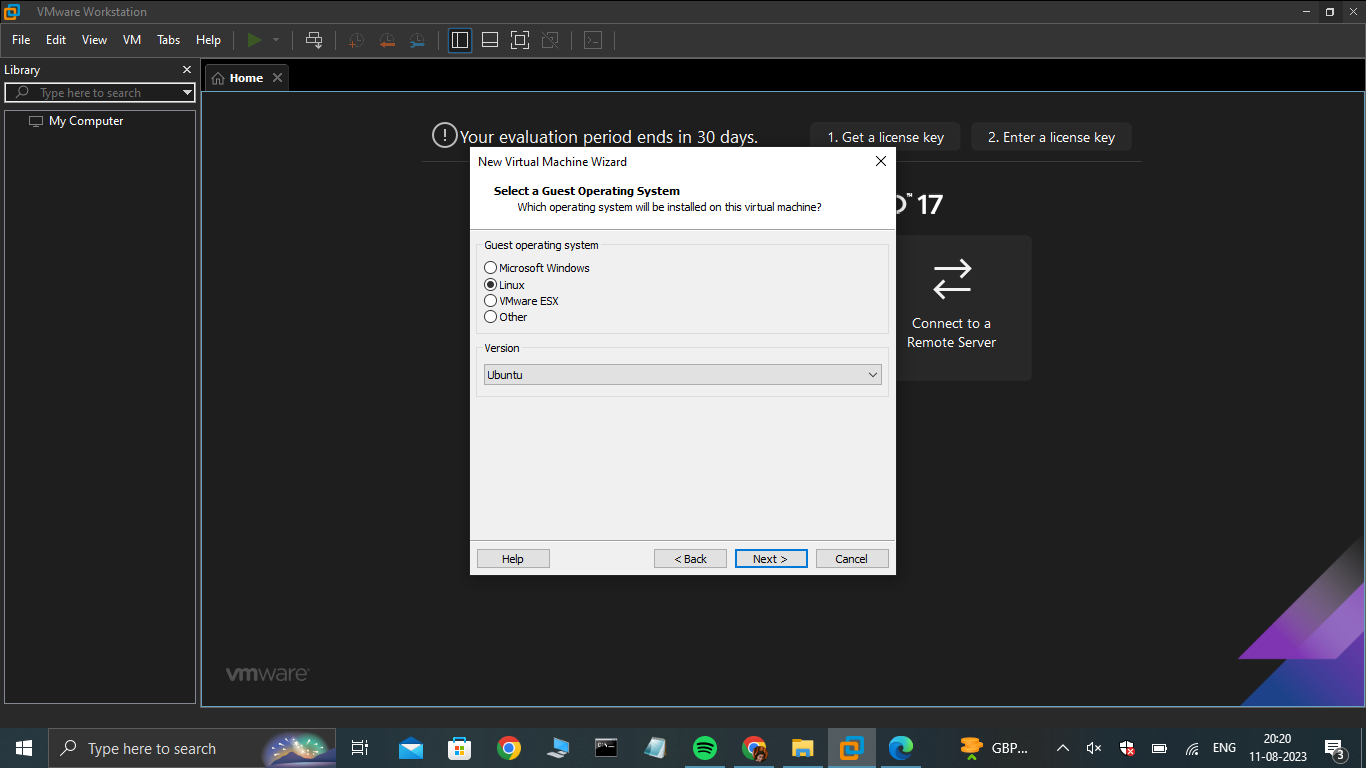 VMware Workstation
File Edit View VM Tabs Help
Library
Type here to search
My Computer
Home
Your evaluation period ends in 30 days.
1. Get a license key
2. Enter a license key
™ 17
New Virtual Machine Wizard
Select a Guest Operating System
Which operating system will be installed on this virtual machine?
Guest operating system
Microsoft Windows
Linux
VMware ESX
Other
Version
Ubuntu
Help
< Back
Next >
Cancel
Connect to a
Remote Server
vmware
Type here to search
GBP...
ENG
20:20
11-08-2023
3